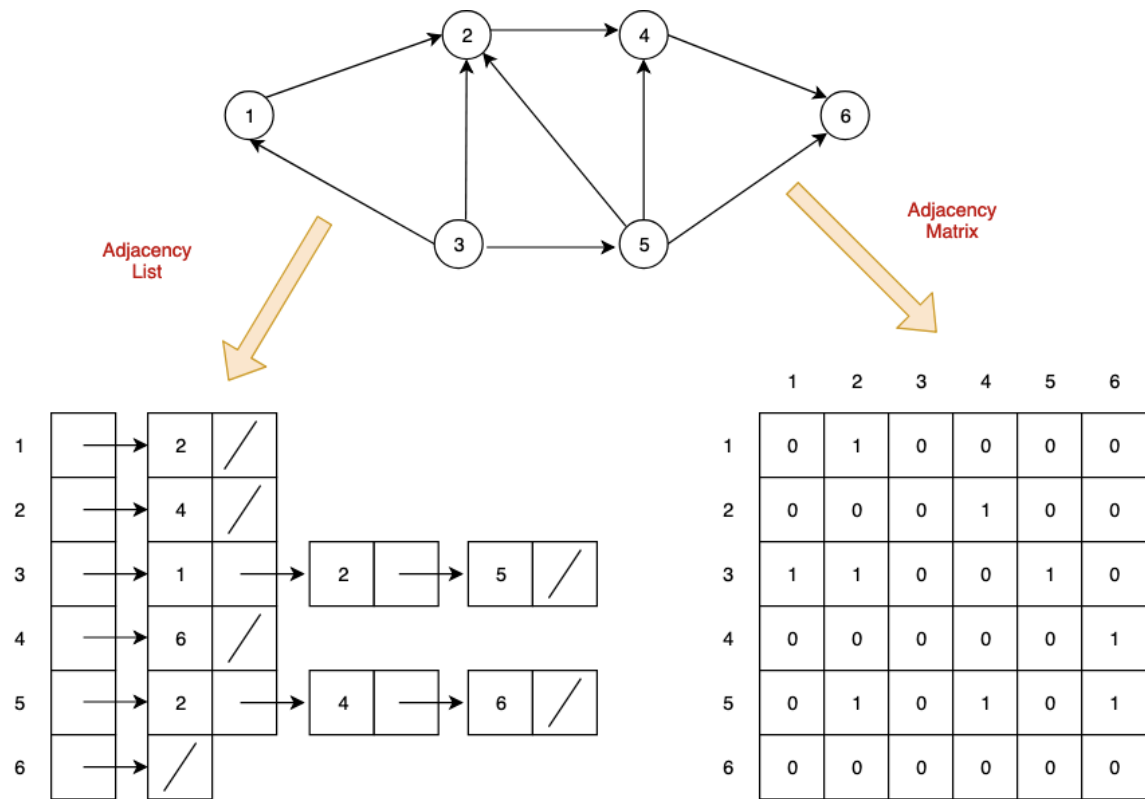 2
4
1
6
3
5
Adjacency
List
Adjacency
Matrix
1 2 3 4 5 6
1 2
2 4
3 1 2 5
4 6
5 2 4 6
6
1 0 1 0 0 0 0
2 0 0 0 1 0 0
3 1 1 0 0 1 0
4 0 0 0 0 0 1
5 0 1 0 1 0 1
6 0 0 0 0 0 0